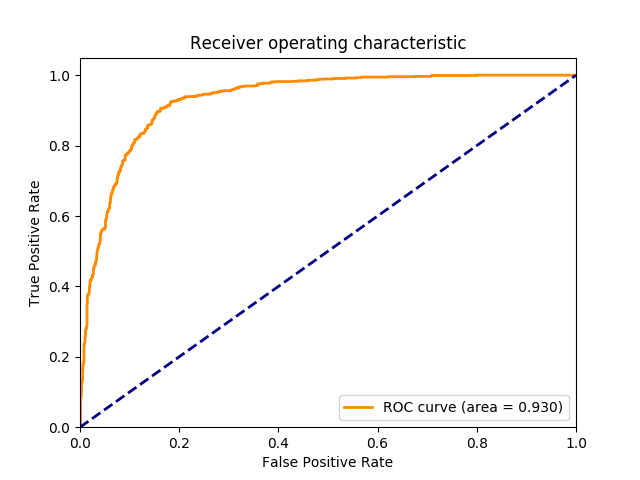 Receiver operating characteristic
True Positive Rate
1.0
0.8
0.6
0.4
0.2
0.0
ROC curve (area = 0.930)
0.0 0.2 0.4 0.6 0.8 1.0
False Positive Rate